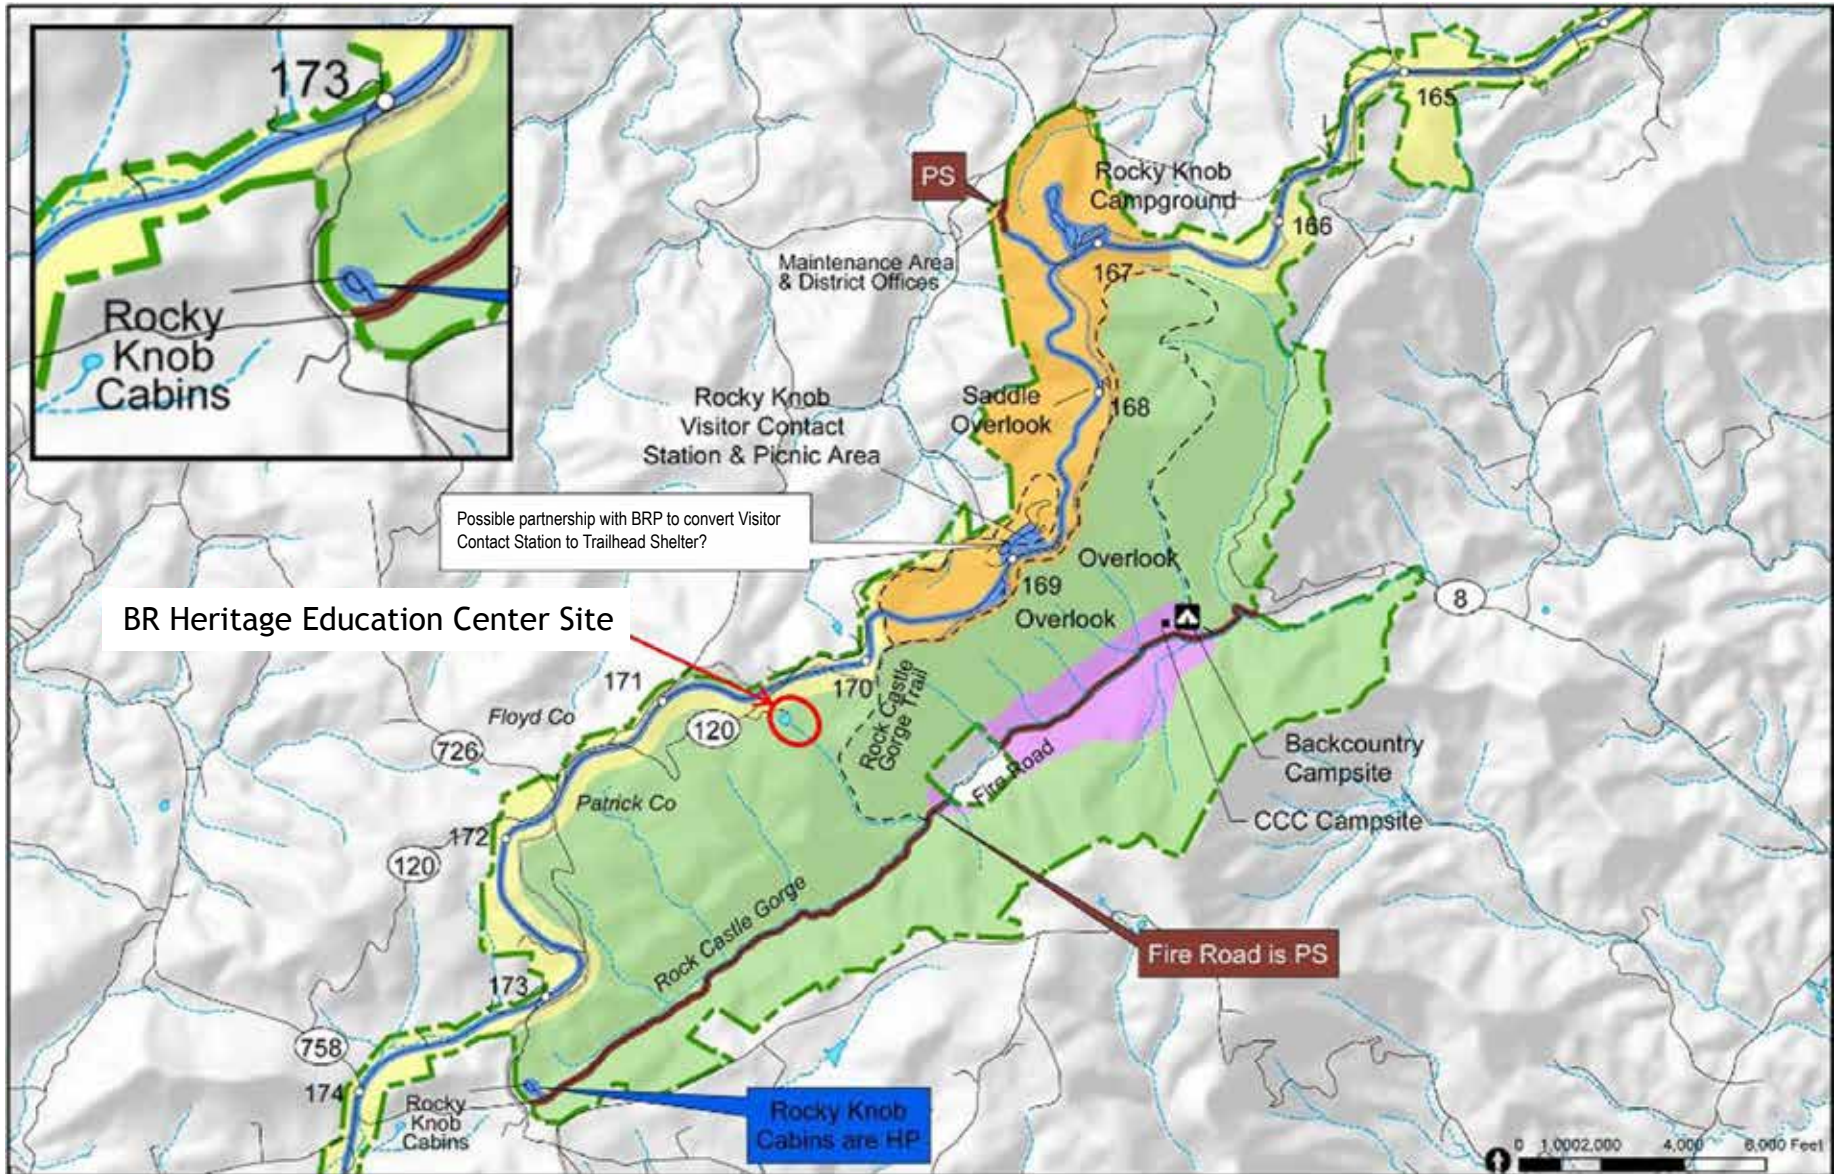 173
Rocky
Knob
Cabins
165
PS
Rocky Knob
Campground
166
Maintenance Area
& District Offices
167
Rocky Knob
Visitor Contact
Station & Picnic Area
Saddle
Overlook
168
Possible partnership with BRP to convert Visitor
Contact Station to Trailhead Shelter?
Overlook
169
Overlook
8
BR Heritage Education Center Site
171
170
Floyd Co
120
726
Rock Castle
Gorge Trail
Backcountry
Campsite
Fire Road
Patrick Co
CCC Campsite
172
120
Rock Castle Gorge
Fire Road is PS
173
758
174
Rocky
Knob
Cabins
Rocky Knob
Cabins are HP
0 1,0002,000 4,000 6,000 Feet